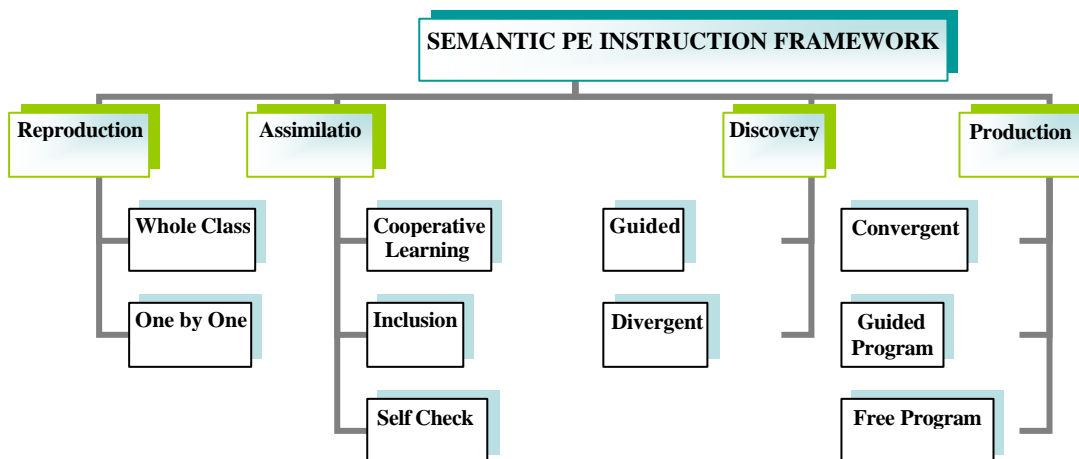 SEMANTIC PE INSTRUCTION FRAMEWORK
Reproduction
Assimilatio
Discovery
Production
Whole Class
Cooperative
Learning
Guided
Convergent
One by One
Inclusion
Divergent
Guided
Program
Self Check
Free Program